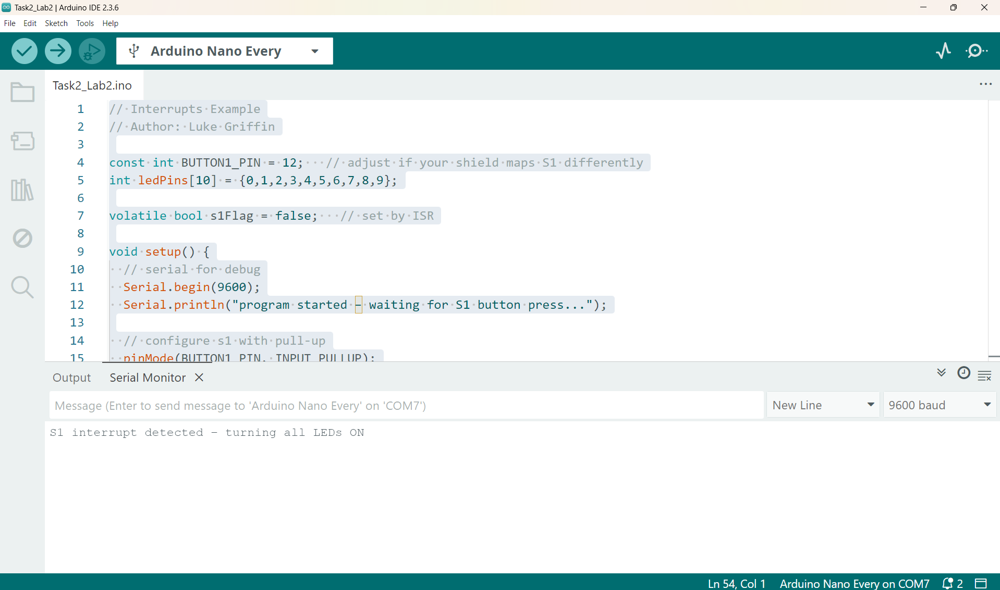 Task2_Lab2 | Arduino IDE 2.3.6
File Edit Sketch Tools Help
Arduino Nano Every
Task2_Lab2.ino
1 // Interrupts Example
2 // Author: Luke Griffin
3
4 const int BUTTON1_PIN = 12;   // adjust if your shield maps S1 differently
5 int ledPins[10] = {0,1,2,3,4,5,6,7,8,9};
6
7 volatile bool s1Flag = false;   // set by ISR
8
9 void setup() {
10   // serial for debug
11   Serial.begin(9600);
12   Serial.println("program started – waiting for S1 button press...");
13
14   // configure s1 with pull-up
15   pinMode(BUTTON1_PIN, INPUT_PULLUP);
Output Serial Monitor
Message (Enter to send message to 'Arduino Nano Every' on 'COM7') New Line 9600 baud
S1 interrupt detected – turning all LEDs ON
Ln 54, Col 1 Arduino Nano Every on COM7 2